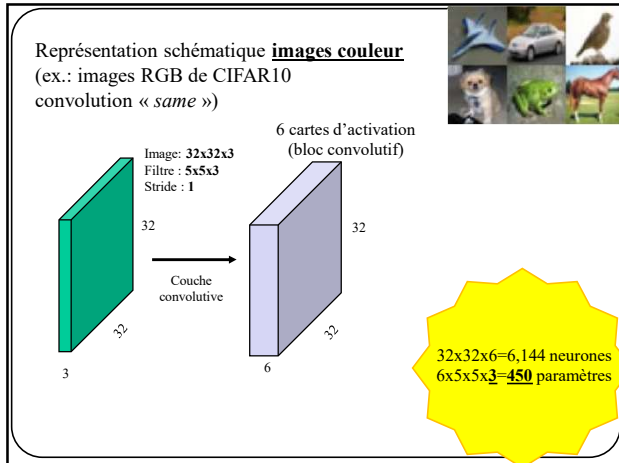 Représentation schématique images couleur
(ex.: images RGB de CIFAR10
convolution « same »)
6 cartes d'activation
(bloc convolutif)
Image: 32x32x3
Filtre : 5x5x3
Stride : 1
32
32
Couche
convolutive
32
32
3
6
32x32x6=6,144 neurones
6x5x5x3=450 paramètres